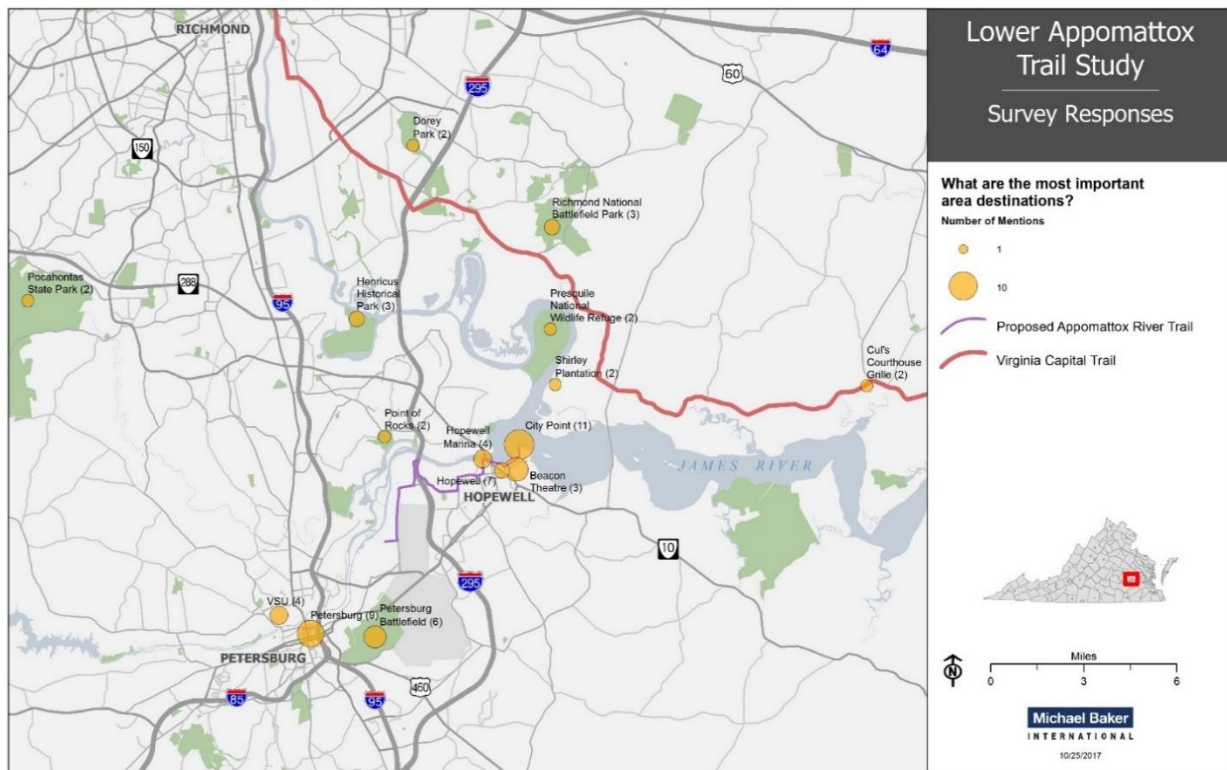 RICHMOND
64
60
295
Dorey
Park (2)
150
Richmond National
Battlefield Park (3)
Pocahontas
State Park (2)
288
95
Henricus
Historical
Park (3)
Presquile
National
Wildlife Refuge (2)
Shirley
Plantation (2)
Cul's
Courthouse
Grille (2)
Point of
Rocks (2)
Hopewell
Marina (4)
City Point (11)
JAMES RIVER
Hopewell (7)
Beacon
Theatre (3)
HOPEWELL
10
295
VSU (4)
Petersburg (9)
Petersburg
Battlefield (6)
PETERSBURG
460
85
95
Lower Appomattox
Trail Study
Survey Responses
What are the most important
area destinations?
Number of Mentions
1
10
Proposed Appomattox River Trail
Virginia Capital Trail
N
Miles
0 3 6
Michael Baker
INTERNATIONAL
10/25/2017